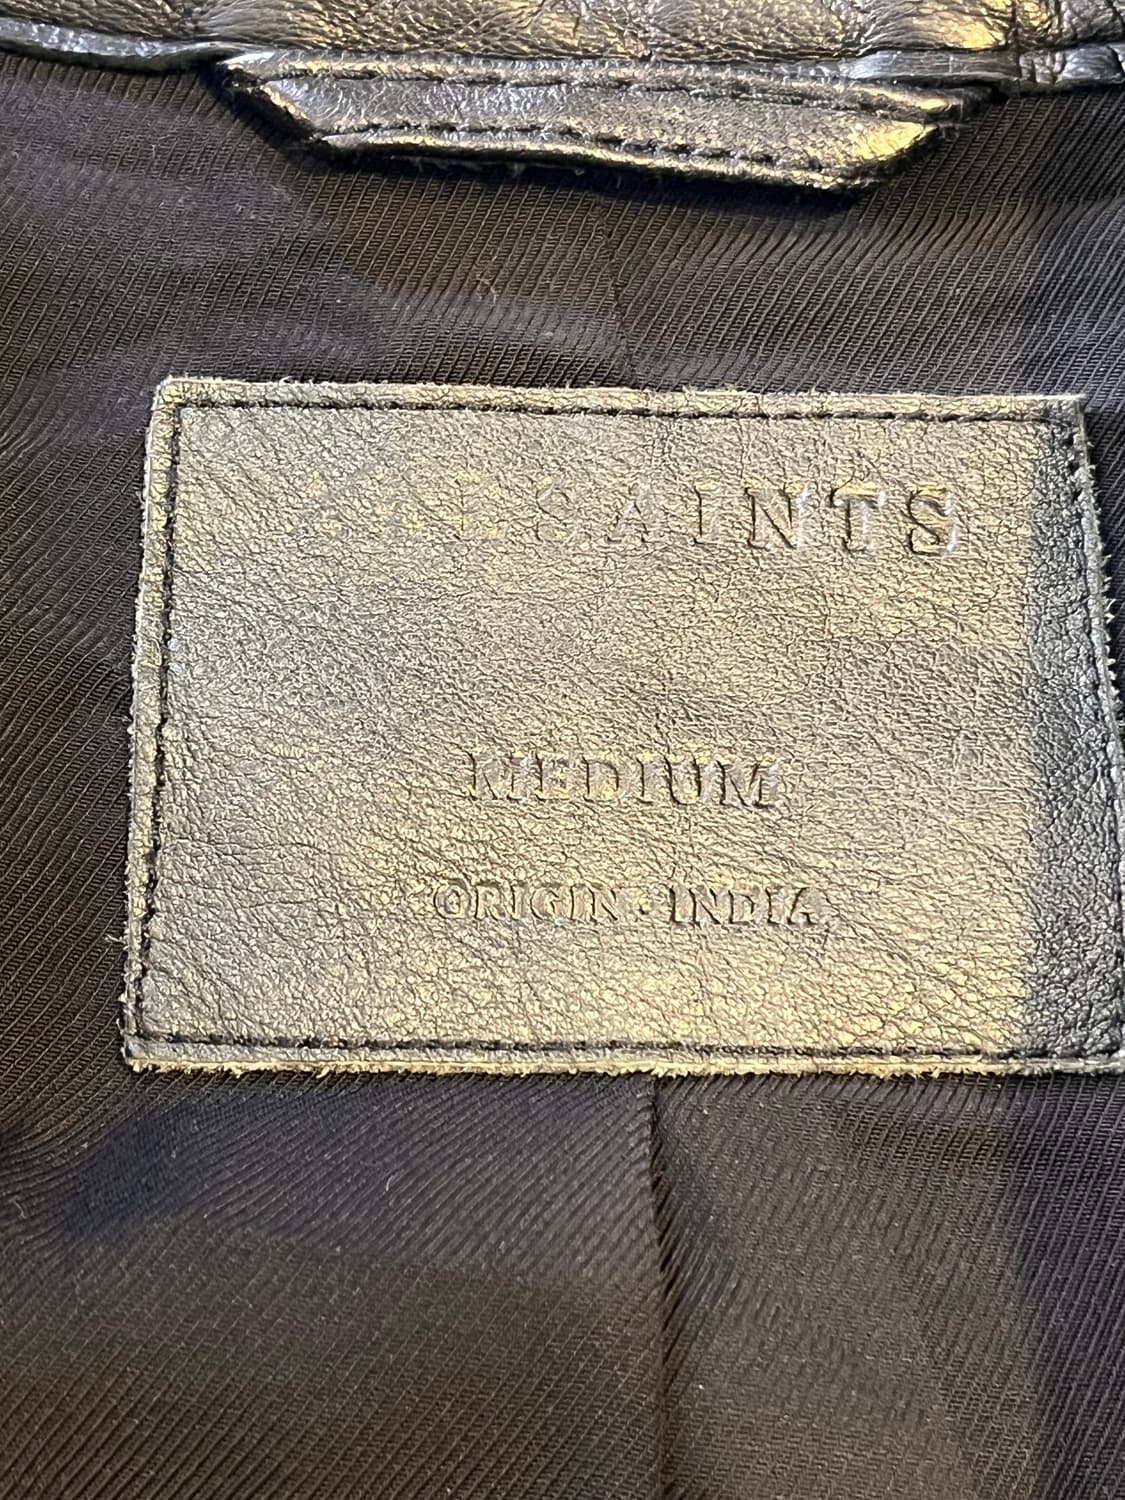 ALLSAINTS
MEDIUM
ORIGIN · INDIA